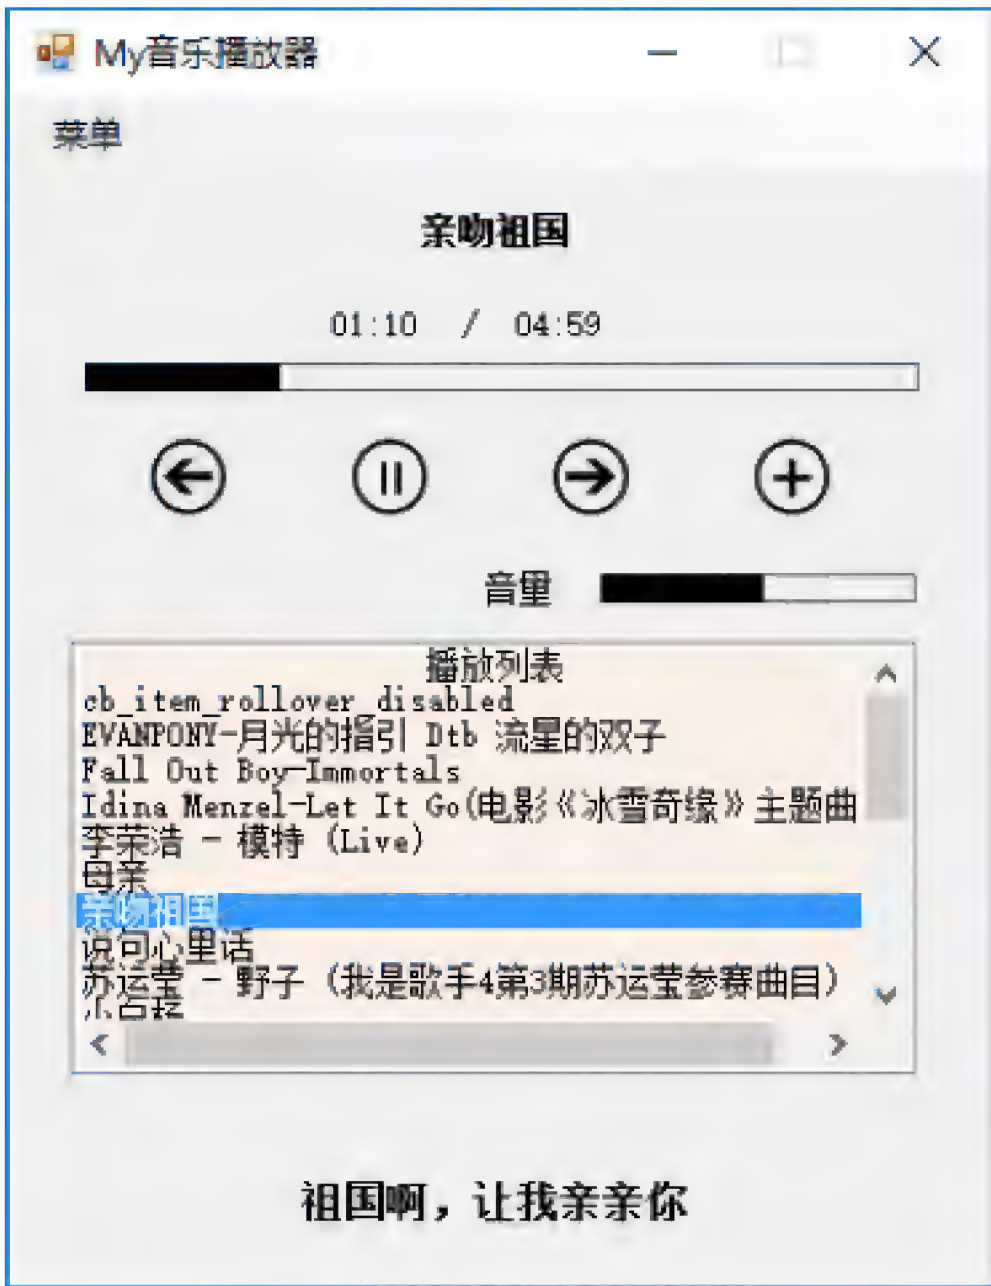 My音乐播放器
菜单
亲吻祖国
01:10 / 04:59
音量
播放列表
cb_item_rollover_disabled
EVANPONY-月光的指引 Dtb 流星的双子
Fall Out Boy-Immortals
Idina Menzel-Let It Go(电影《冰雪奇缘》主题曲
李荣浩 - 模特 (Live)
母亲
亲吻祖国
说句心里话
苏运莹 - 野子 (我是歌手4第3期苏运莹参赛曲目)
祖国啊，让我亲亲你